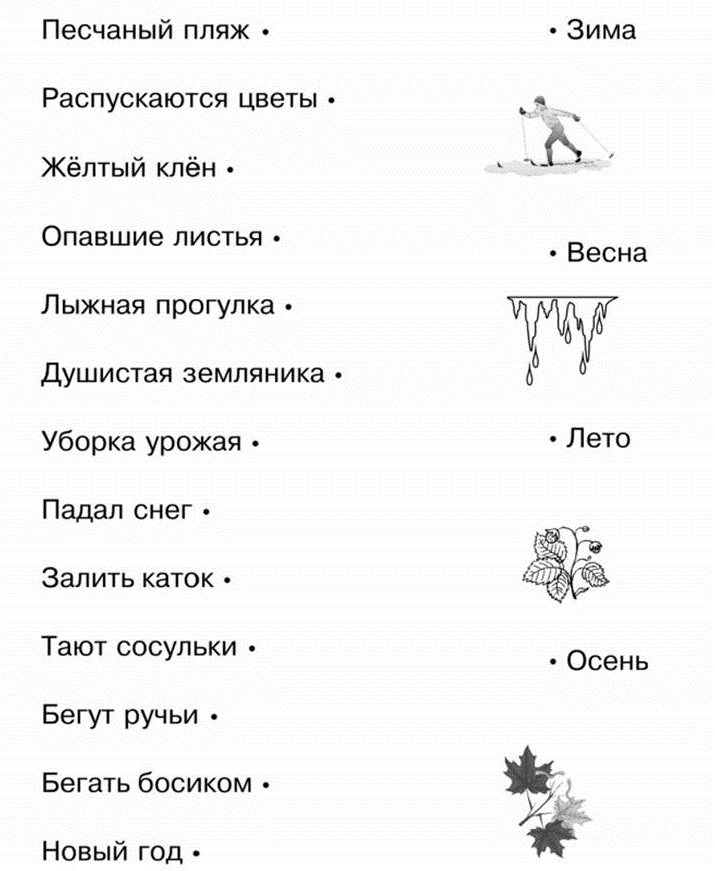 Песчаный пляж •
• Зима
Распускаются цветы •
Жёлтый клён •
Опавшие листья •
• Весна
Лыжная прогулка •
Душистая земляника •
Уборка урожая •
• Лето
Падал снег •
Залить каток •
Тают сосульки •
• Осень
Бегут ручьи •
Бегать босиком •
Новый год •